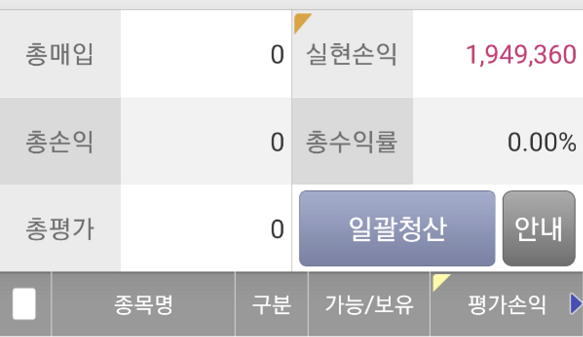 총매입 0 실현손익 1,949,360
총손익 0 총수익률 0.00%
총평가 0 일괄청산 안내
종목명 구분 가능/보유 평가손익